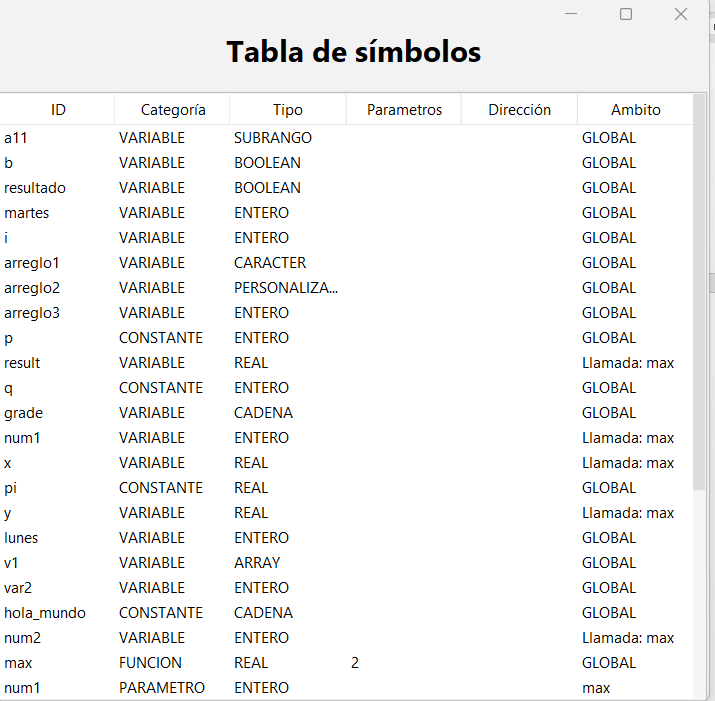 Tabla de símbolos
ID Categoría Tipo Parametros Dirección Ambito
a11 VARIABLE SUBRANGO GLOBAL
b VARIABLE BOOLEAN GLOBAL
resultado VARIABLE BOOLEAN GLOBAL
martes VARIABLE ENTERO GLOBAL
i VARIABLE ENTERO GLOBAL
arreglo1 VARIABLE CARACTER GLOBAL
arreglo2 VARIABLE PERSONALIZA... GLOBAL
arreglo3 VARIABLE ENTERO GLOBAL
p CONSTANTE ENTERO GLOBAL
result VARIABLE REAL Llamada: max
q CONSTANTE ENTERO GLOBAL
grade VARIABLE CADENA GLOBAL
num1 VARIABLE ENTERO Llamada: max
x VARIABLE REAL Llamada: max
pi CONSTANTE REAL GLOBAL
y VARIABLE REAL Llamada: max
lunes VARIABLE ENTERO GLOBAL
v1 VARIABLE ARRAY GLOBAL
var2 VARIABLE ENTERO GLOBAL
hola_mundo CONSTANTE CADENA GLOBAL
num2 VARIABLE ENTERO Llamada: max
max FUNCION REAL 2 GLOBAL
num1 PARAMETRO ENTERO max